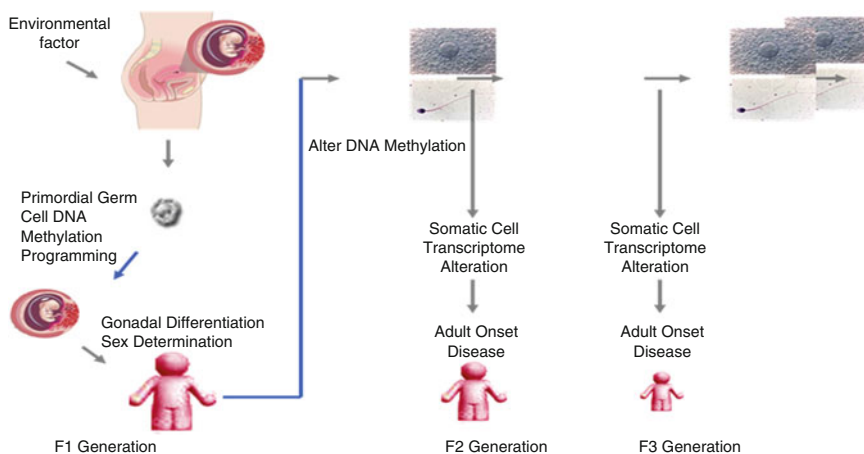 Environmental
factor
Alter DNA Methylation
Primordial Germ
Cell DNA
Methylation
Programming
Somatic Cell
Transcriptome
Alteration
Somatic Cell
Transcriptome
Alteration
Gonadal Differentiation
Sex Determination
Adult Onset
Disease
Adult Onset
Disease
F1 Generation
F2 Generation
F3 Generation